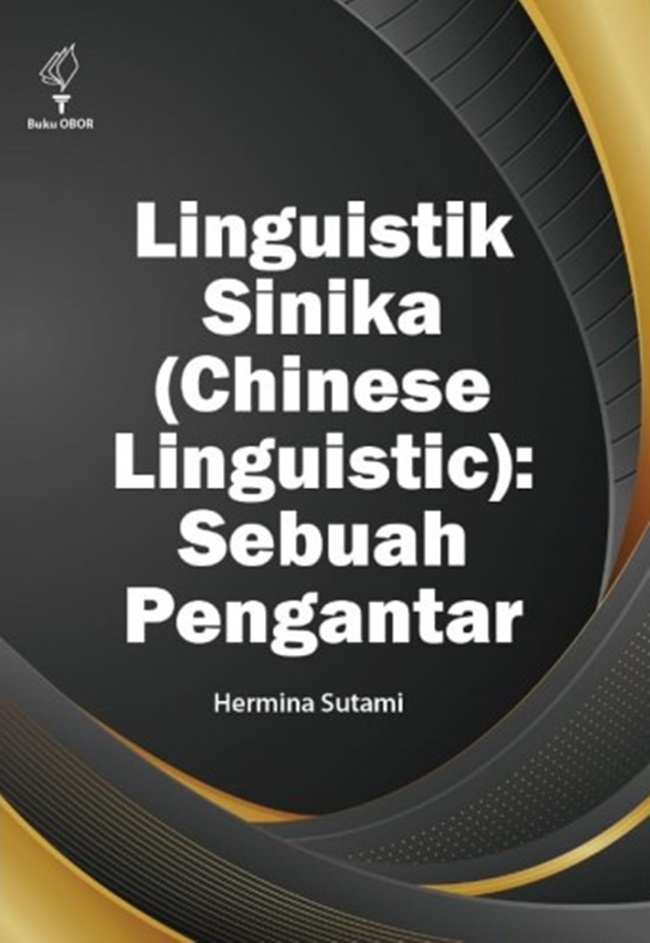 Buku OBOR
Linguistik
Sinika
(Chinese
Linguistic):
Sebuah
Pengantar
Hermina Sutami